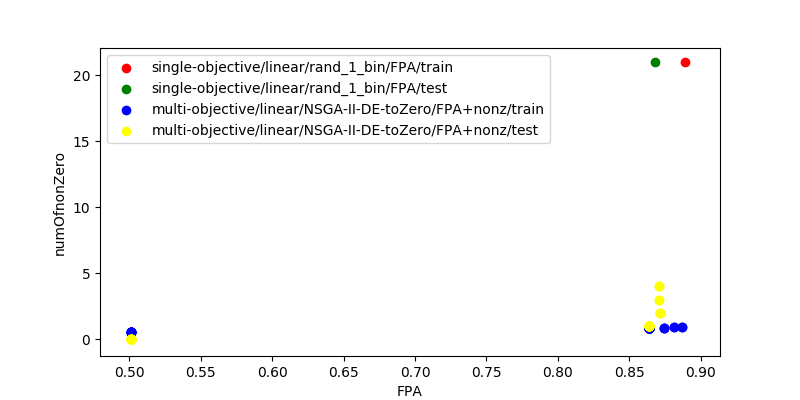 single-objective/linear/rand_1_bin/FPA/train
single-objective/linear/rand_1_bin/FPA/test
multi-objective/linear/NSGA-II-DE-toZero/FPA+nonz/train
multi-objective/linear/NSGA-II-DE-toZero/FPA+nonz/test
20
15
10
5
0
numOfnonZero
0.50 0.55 0.60 0.65 0.70 0.75 0.80 0.85 0.90
FPA